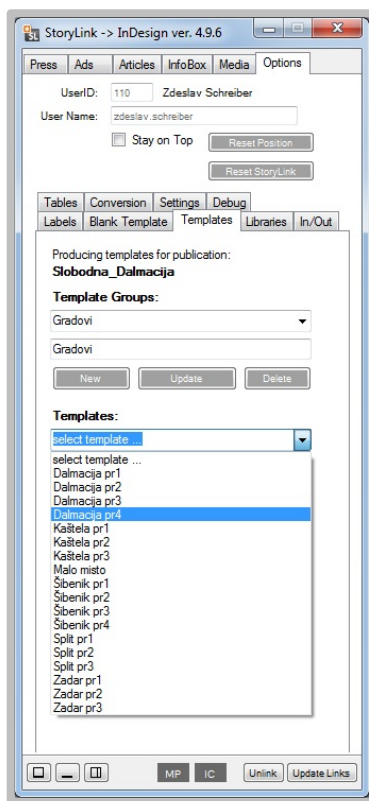 StoryLink -> InDesign ver. 4.9.6
Press Ads Articles InfoBox Media Options
UserID: 110 Zdeslav Schreiber
User Name: zdeslav.schreiber
Stay on Top Reset Position
Reset StoryLink
Tables Conversion Settings Debug
Labels Blank Template Templates Libraries In/Out
Producing templates for publication:
Slobodna_Dalmacija
Template Groups:
Gradovi
Gradovi
New Update Delete
Templates:
select template ...
select template ...
Dalmacija pr1
Dalmacija pr2
Dalmacija pr3
Dalmacija pr4
Kaštela pr1
Kaštela pr2
Kaštela pr3
Malo misto
Šibenik pr1
Šibenik pr2
Šibenik pr3
Šibenik pr4
Split pr1
Split pr2
Split pr3
Zadar pr1
Zadar pr2
Zadar pr3
MP IC Unlink Update Links